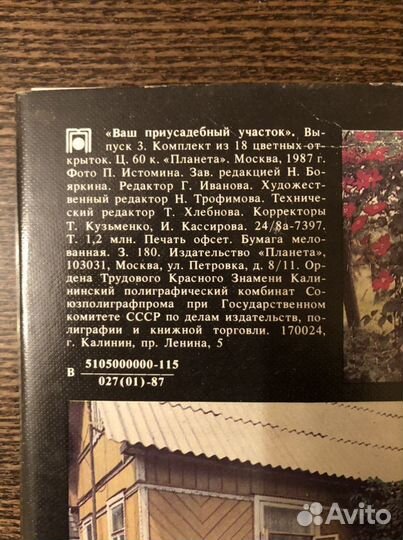 «Ваш приусадебный участок». Вы-
пуск 3. Комплект из 18 цветных от-
крыток. Ц. 60 к. «Планета». Москва, 1987 г.
Фото П. Истомина. Зав. редакцией Н. Бо-
яркина. Редактор Г. Иванова. Художест-
венный редактор Н. Трофимова. Техничес-
кий редактор Т. Хлебнова. Корректоры
Т. Кузьменко, И. Кассирова. 24/8а-7397.
Т. 1,2 млн. Печать офсет. Бумага мело-
ванная. З. 180. Издательство «Планета»,
103031, Москва, ул. Петровка, д. 8/11. Орде-
на Трудового Красного Знамени Кали-
нинский полиграфический комбинат Со-
юзполиграфпрома при Государственном
комитете СССР по делам издательств, по-
лиграфии и книжной торговли. 170024,
г. Калинин, пр. Ленина, 5
В 5105000000-115
027(01)-87
Avito